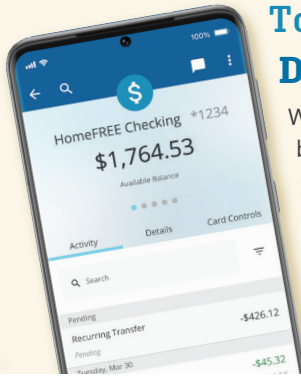 To
D
W
b
100%
HomeFREE Checking *1234
$1,764.53
Available Balance
Activity Details Card Controls
Search
Pending
Recurring Transfer -$426.12
Pending
Tuesday, Mar 30
-$45.32